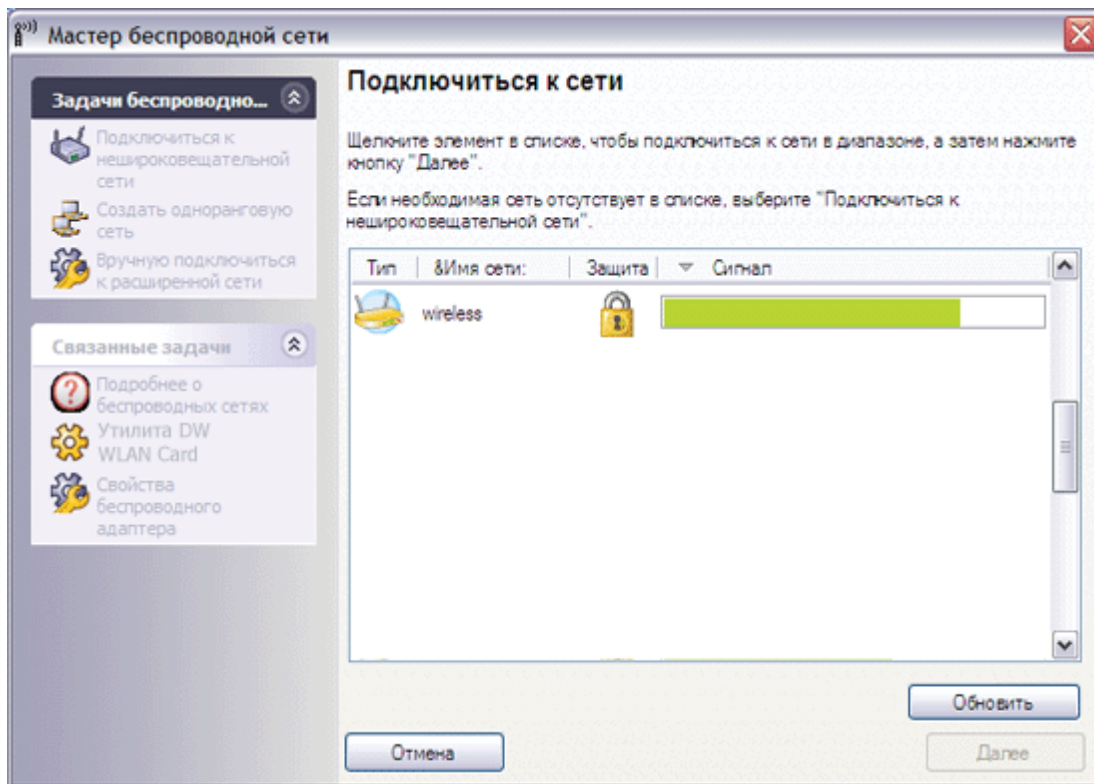 Мастер беспроводной сети
Задачи беспроводно...
Подключиться к
нешироковещательной
сети
Создать одноранговую
сеть
Вручную подключиться
к расширенной сети
Связанные задачи
Подробнее о
беспроводных сетях
Утилита DW
WLAN Card
Свойства
беспроводного
адаптера
Подключиться к сети
Щелкните элемент в списке, чтобы подключиться к сети в диапазоне, а затем нажмите
кнопку "Далее".
Если необходимая сеть отсутствует в списке, выберите "Подключиться к
нешироковещательной сети".
Тип &Имя сети: Защита Сигнал
wireless
Обновить
Отмена Далее